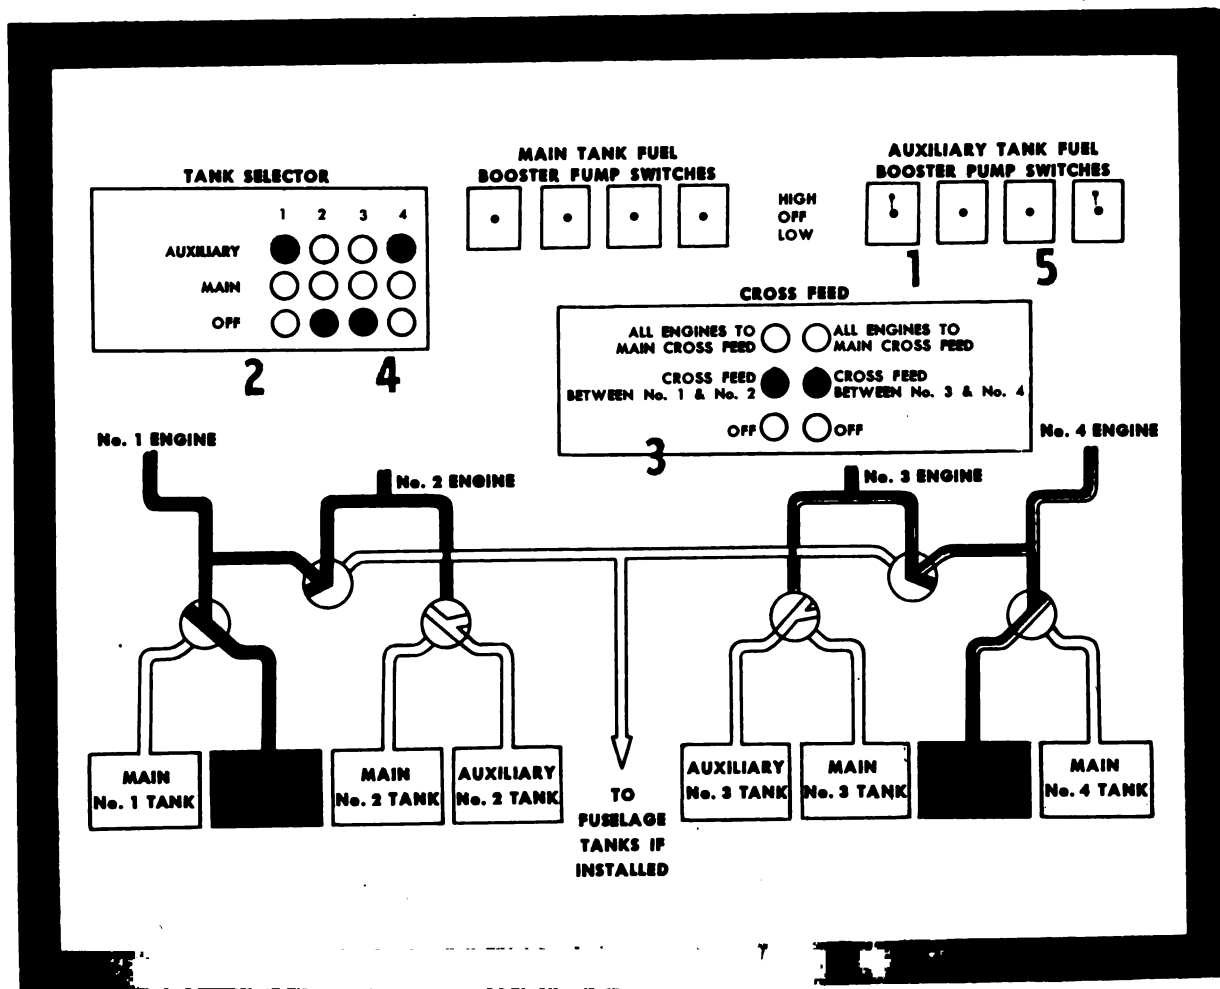 MAIN TANK FUEL
BOOSTER PUMP SWITCHES
AUXILIARY TANK FUEL
BOOSTER PUMP SWITCHES
TANK SELECTOR
1 2 3 4
AUXILIARY
MAIN
OFF
HIGH
OFF
LOW
1 5
2 4
CROSS FEED
ALL ENGINES TO
MAIN CROSS FEED
ALL ENGINES TO
MAIN CROSS FEED
CROSS FEED
BETWEEN No. 1 & No. 2
CROSS FEED
BETWEEN No. 3 & No. 4
OFF OFF
3
No. 1 ENGINE
No. 2 ENGINE
No. 3 ENGINE
No. 4 ENGINE
MAIN
No. 1 TANK
MAIN
No. 2 TANK
AUXILIARY
No. 2 TANK
TO
FUSELAGE
TANKS IF
INSTALLED
AUXILIARY
No. 3 TANK
MAIN
No. 3 TANK
MAIN
No. 4 TANK